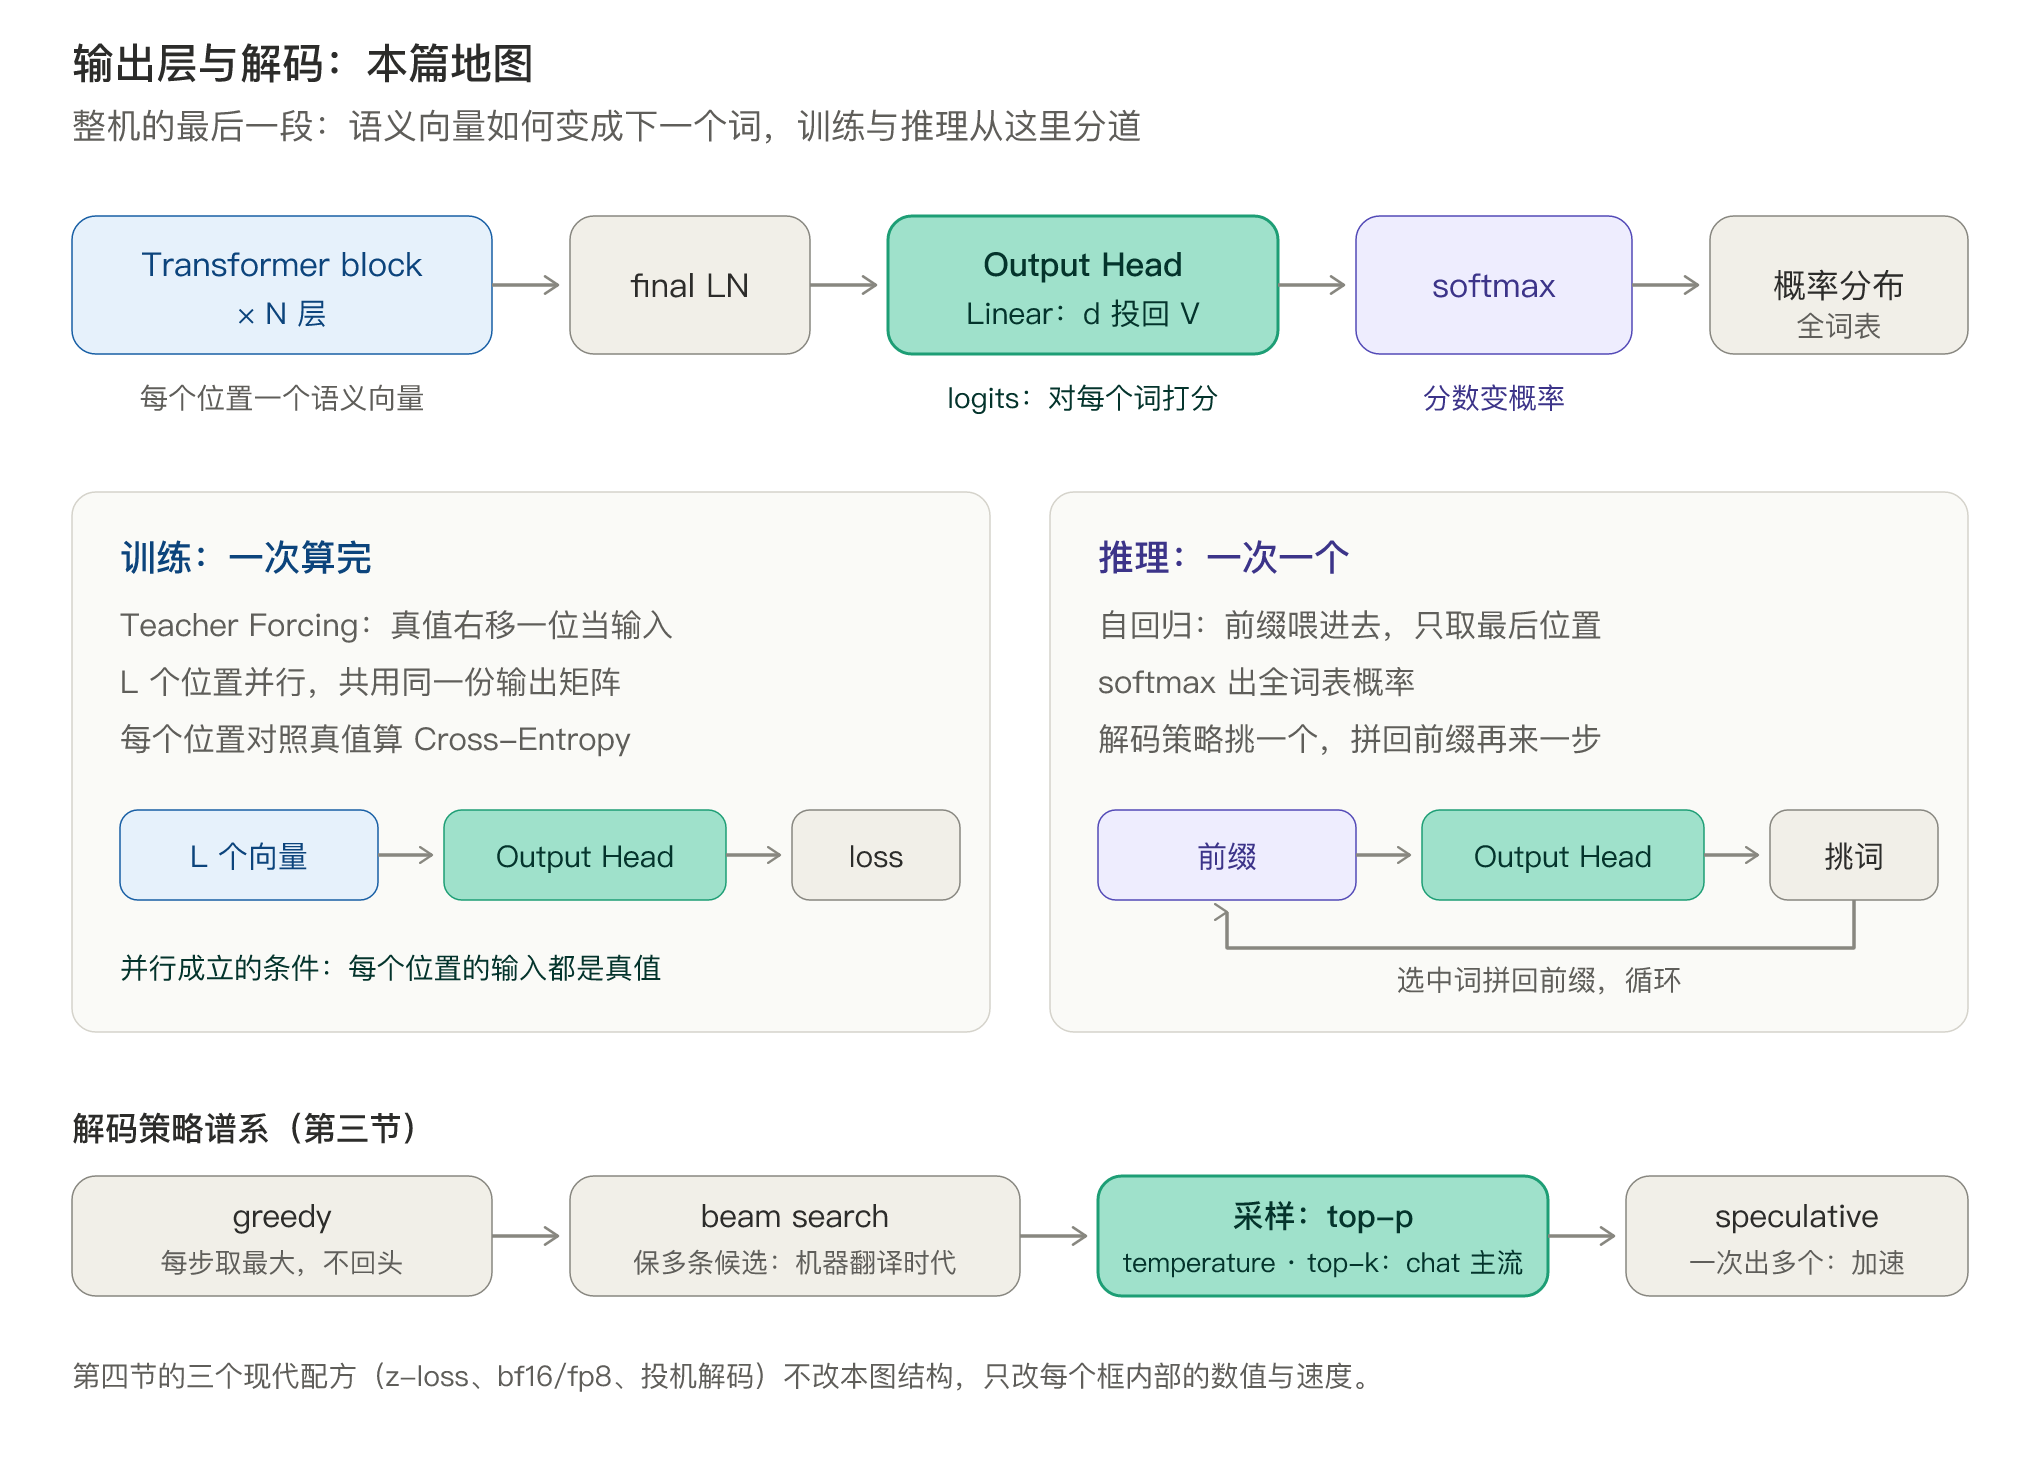 输出层与解码：本篇地图
整机的最后一段：语义向量如何变成下一个词，训练与推理从这里分道
Transformer block
× N 层
final LN
Output Head
Linear：d 投回 V
softmax
概率分布
全词表
每个位置一个语义向量
logits：对每个词打分
分数变概率
训练：一次算完
Teacher Forcing：真值右移一位当输入
L 个位置并行，共用同一份输出矩阵
每个位置对照真值算 Cross-Entropy
L 个向量
Output Head
loss
并行成立的条件：每个位置的输入都是真值
推理：一次一个
自回归：前缀喂进去，只取最后位置
softmax 出全词表概率
解码策略挑一个，拼回前缀再来一步
前缀
Output Head
挑词
选中词拼回前缀，循环
解码策略谱系（第三节）
greedy
每步取最大，不回头
beam search
保多条候选：机器翻译时代
采样：top-p
temperature · top-k：chat 主流
speculative
一次出多个：加速
第四节的三个现代配方（z-loss、bf16/fp8、投机解码）不改本图结构，只改每个框内部的数值与速度。